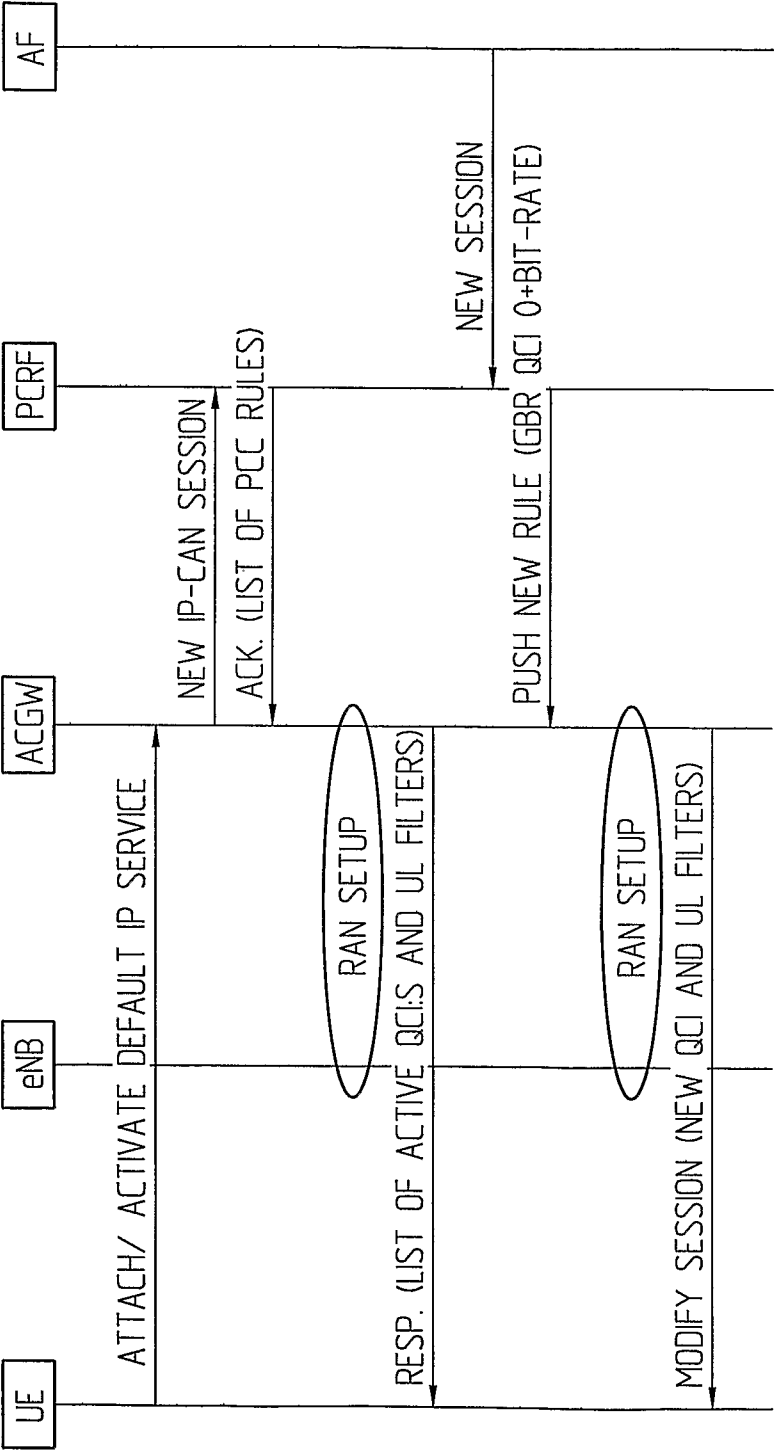 UE
eNB
ACGW
PCRF
AF
ATTACH/ ACTIVATE DEFAULT IP SERVICE
NEW IP-CAN SESSION
ACK. (LIST OF PCC RULES)
RAN SETUP
RESP. (LIST OF ACTIVE QCI:S AND UL FILTERS)
NEW SESSION
PUSH NEW RULE (GBR QCI 0+BIT-RATE)
RAN SETUP
MODIFY SESSION (NEW QCI AND UL FILTERS)